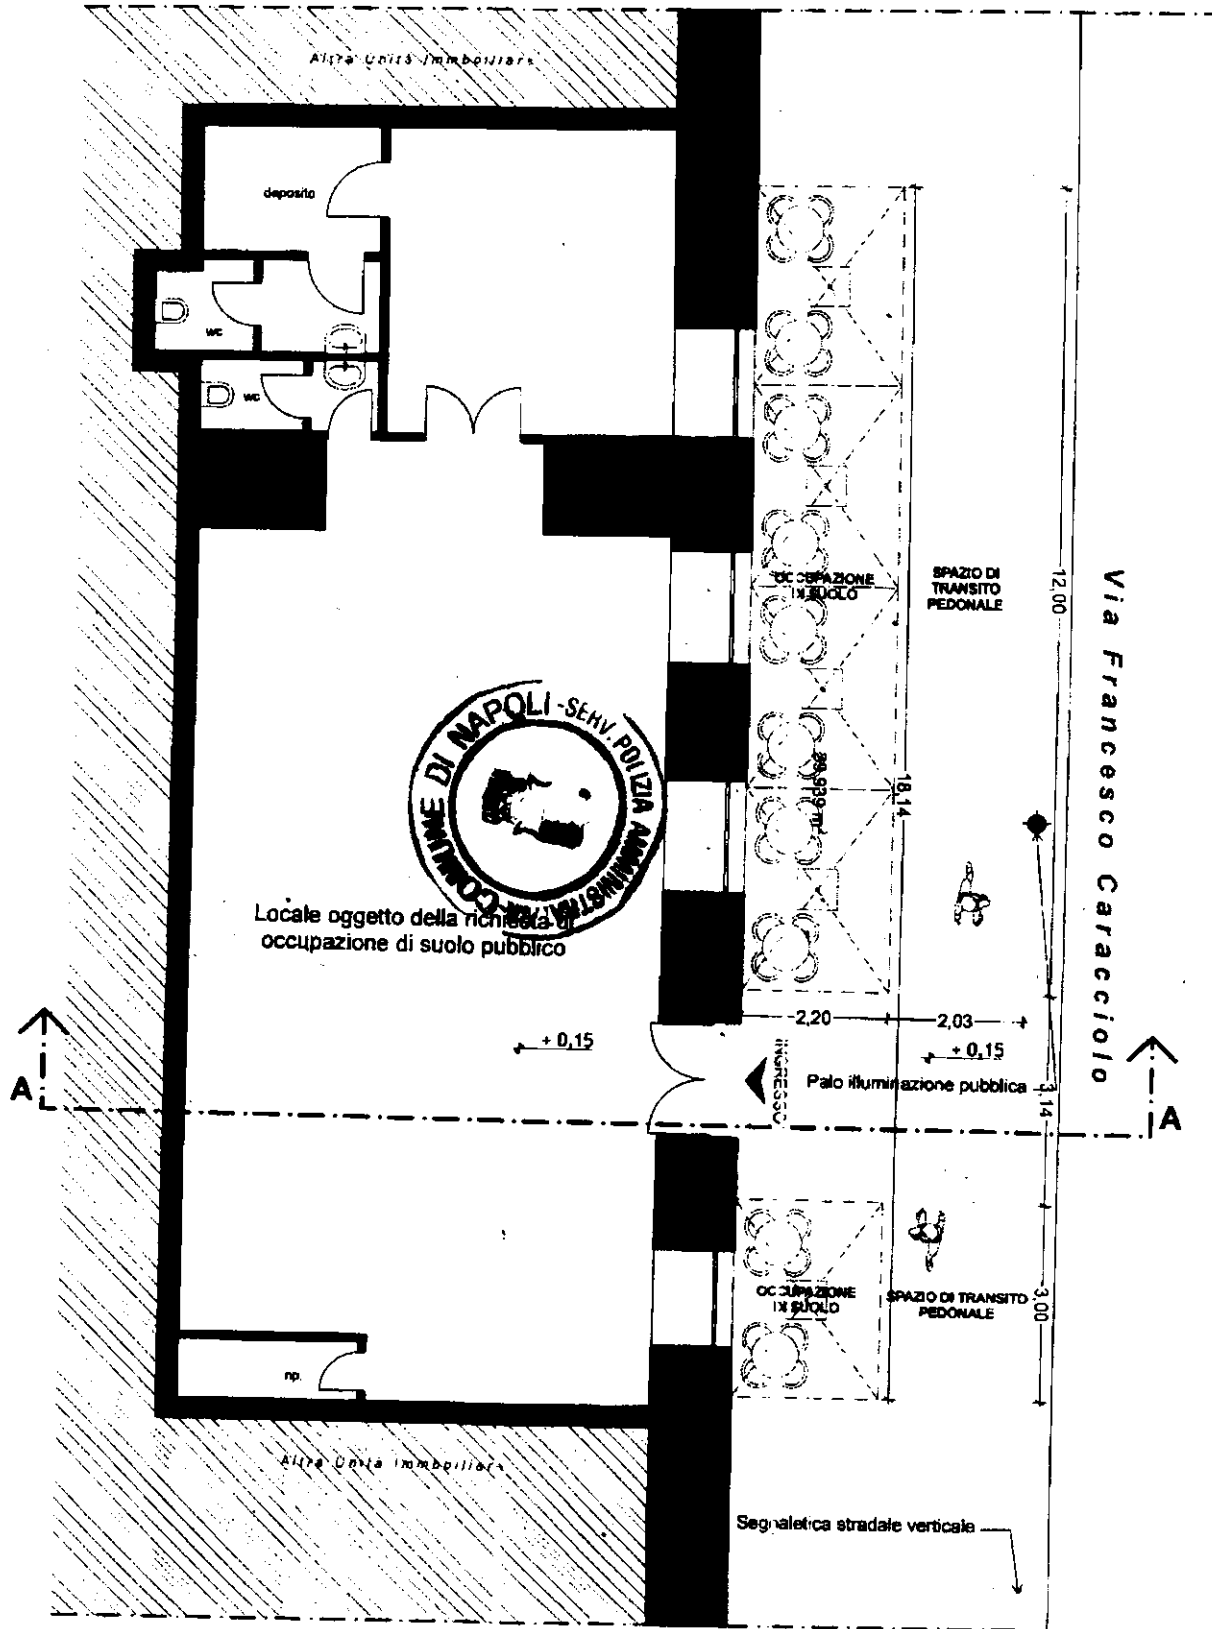 Altra Unità Immobiliare
deposito
wc
wc
OCCUPAZIONE
DI SUOLO
SPAZIO DI
TRANSITO
PEDONALE
12,00
Via Francesco Caracciolo
COMUNE DI NAPOLI - SERV. POLIZIA AMMINISTRATIVA
18,14
Locale oggetto della richiesta di
occupazione di suolo pubblico
2,20
2,03
+ 0,15
+ 0,15
INGRESSO
Palo illuminazione pubblica
3,14
A
A
OCCUPAZIONE
DI SUOLO
SPAZIO DI TRANSITO
PEDONALE
3,00
np.
Altra Unità Immobiliare
Segnaletica stradale verticale